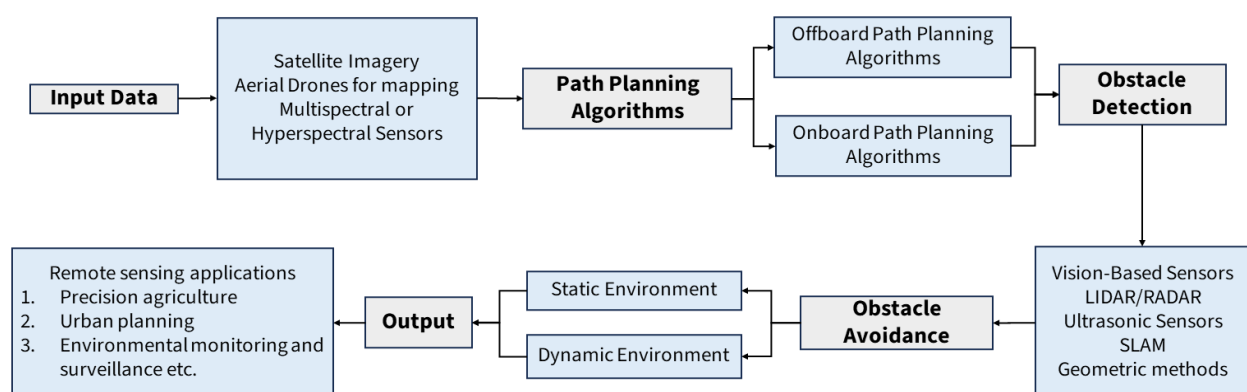 Input Data
Satellite Imagery
Aerial Drones for mapping
Multispectral or
Hyperspectral Sensors
Path Planning
Algorithms
Offboard Path Planning
Algorithms
Onboard Path Planning
Algorithms
Obstacle
Detection
Vision-Based Sensors
LIDAR/RADAR
Ultrasonic Sensors
SLAM
Geometric methods
Obstacle
Avoidance
Static Environment
Dynamic Environment
Output
Remote sensing applications
1. Precision agriculture
2. Urban planning
3. Environmental monitoring and
surveillance etc.